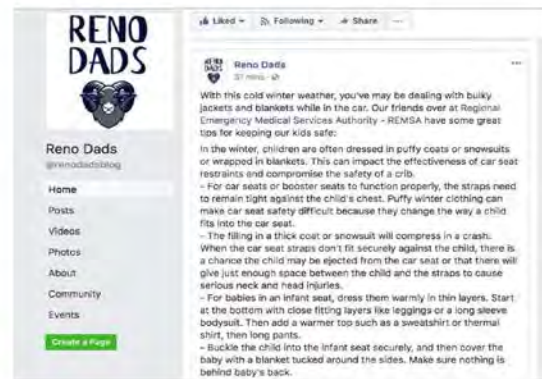 RENO
DADS
Reno Dads
@renodadsblog
Home
Posts
Videos
Photos
About
Community
Events
Create a Page
Liked
Following
Share
Reno Dads
37 mins
With this cold winter weather, you've may be dealing with bulky
jackets and blankets while in the car. Our friends over at Regional
Emergency Medical Services Authority - REMSA have some great
tips for keeping our kids safe:
In the winter, children are often dressed in puffy coats or snowsuits
or wrapped in blankets. This can impact the effectiveness of car seat
restraints and compromise the safety of a crib.
- For car seats or booster seats to function properly, the straps need
to remain tight against the child's chest. Puffy winter clothing can
make car seat safety difficult because they change the way a child
fits into the car seat.
- The filling in a thick coat or snowsuit will compress in a crash.
When the car seat straps don't fit securely against the child, there is
a chance the child may be ejected from the car seat or that there will
give just enough space between the child and the straps to cause
serious neck and head injuries.
- For babies in an infant seat, dress them warmly in thin layers. Start
at the bottom with close fitting layers like leggings or a long sleeve
bodysuit. Then add a warmer top such as a sweatshirt or thermal
shirt, then long pants.
- Buckle the child into the infant seat securely, and then cover the
baby with a blanket tucked around the sides. Make sure nothing is
behind baby's back.